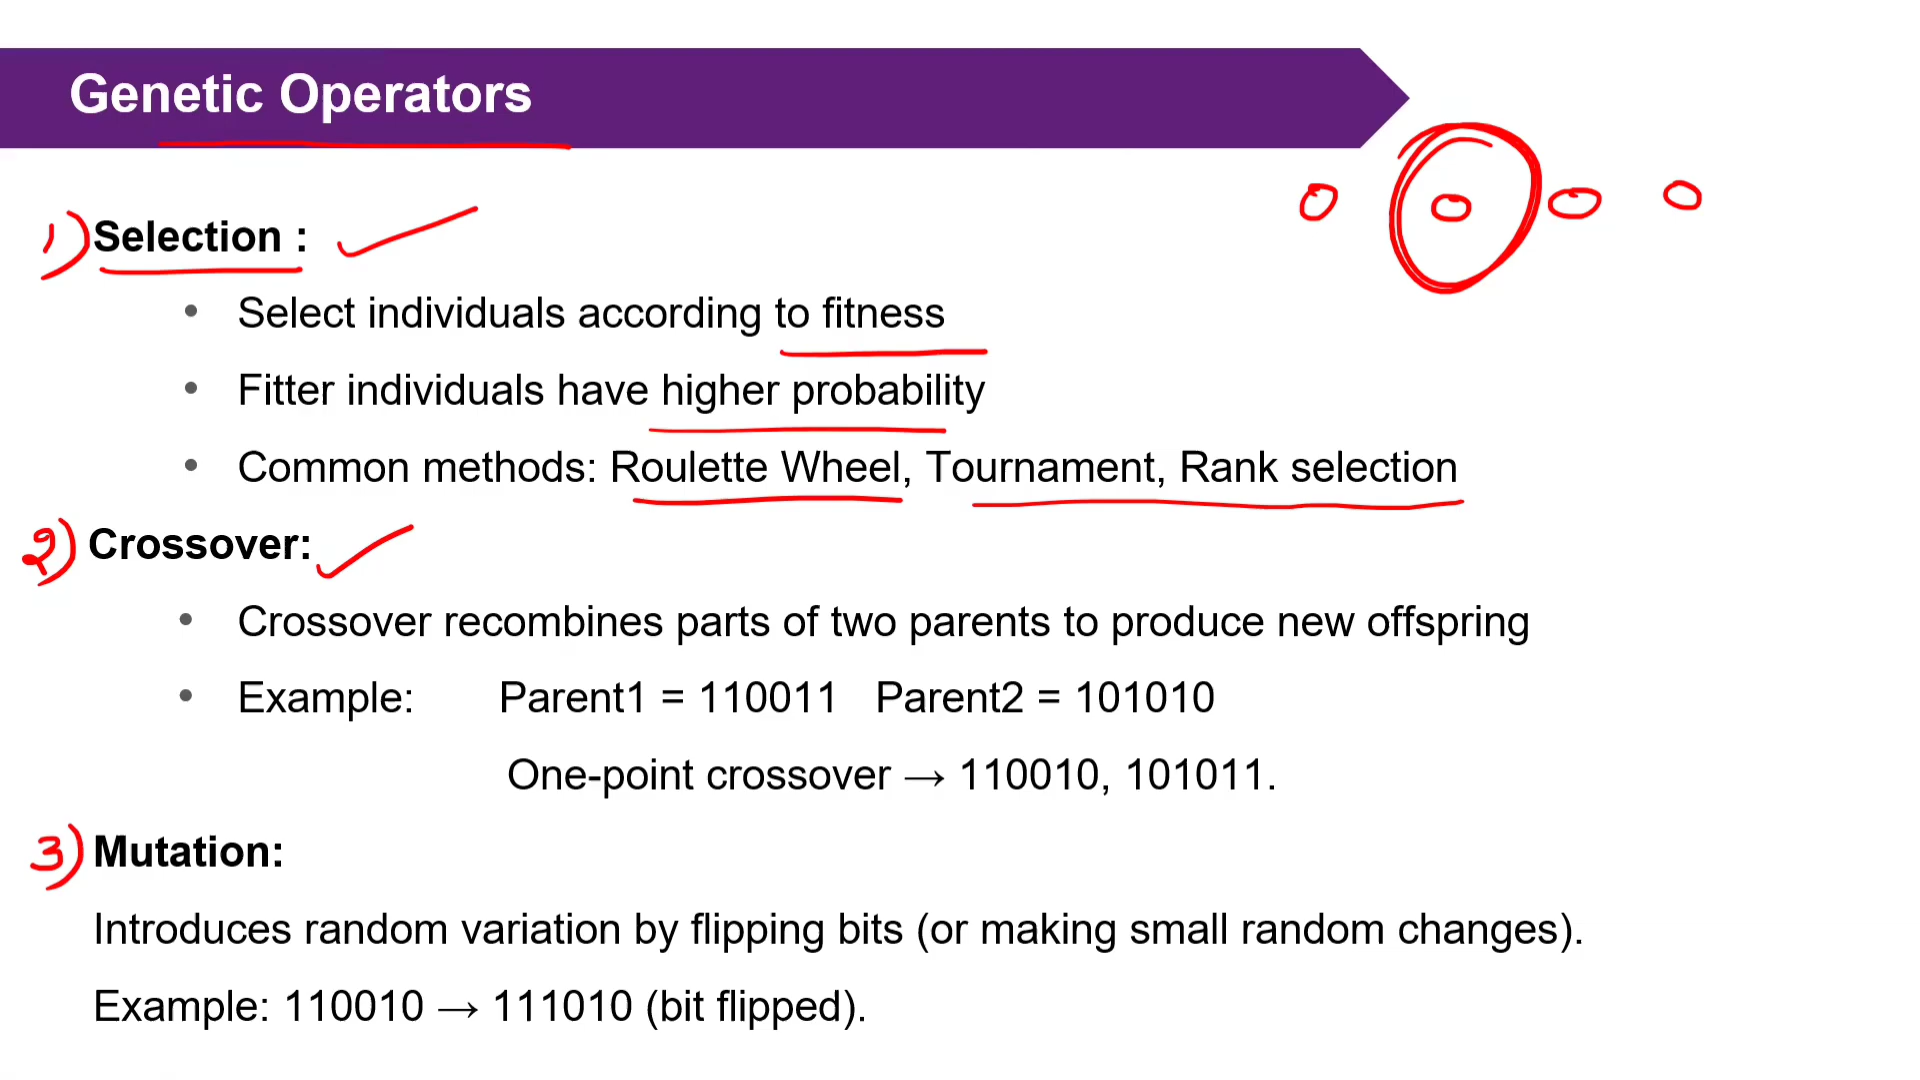 Genetic Operators
1) Selection :
• Select individuals according to fitness
• Fitter individuals have higher probability
• Common methods: Roulette Wheel, Tournament, Rank selection
2) Crossover:
• Crossover recombines parts of two parents to produce new offspring
• Example: Parent1 = 110011 Parent2 = 101010
One-point crossover → 110010, 101011.
3) Mutation:
Introduces random variation by flipping bits (or making small random changes).
Example: 110010 → 111010 (bit flipped).